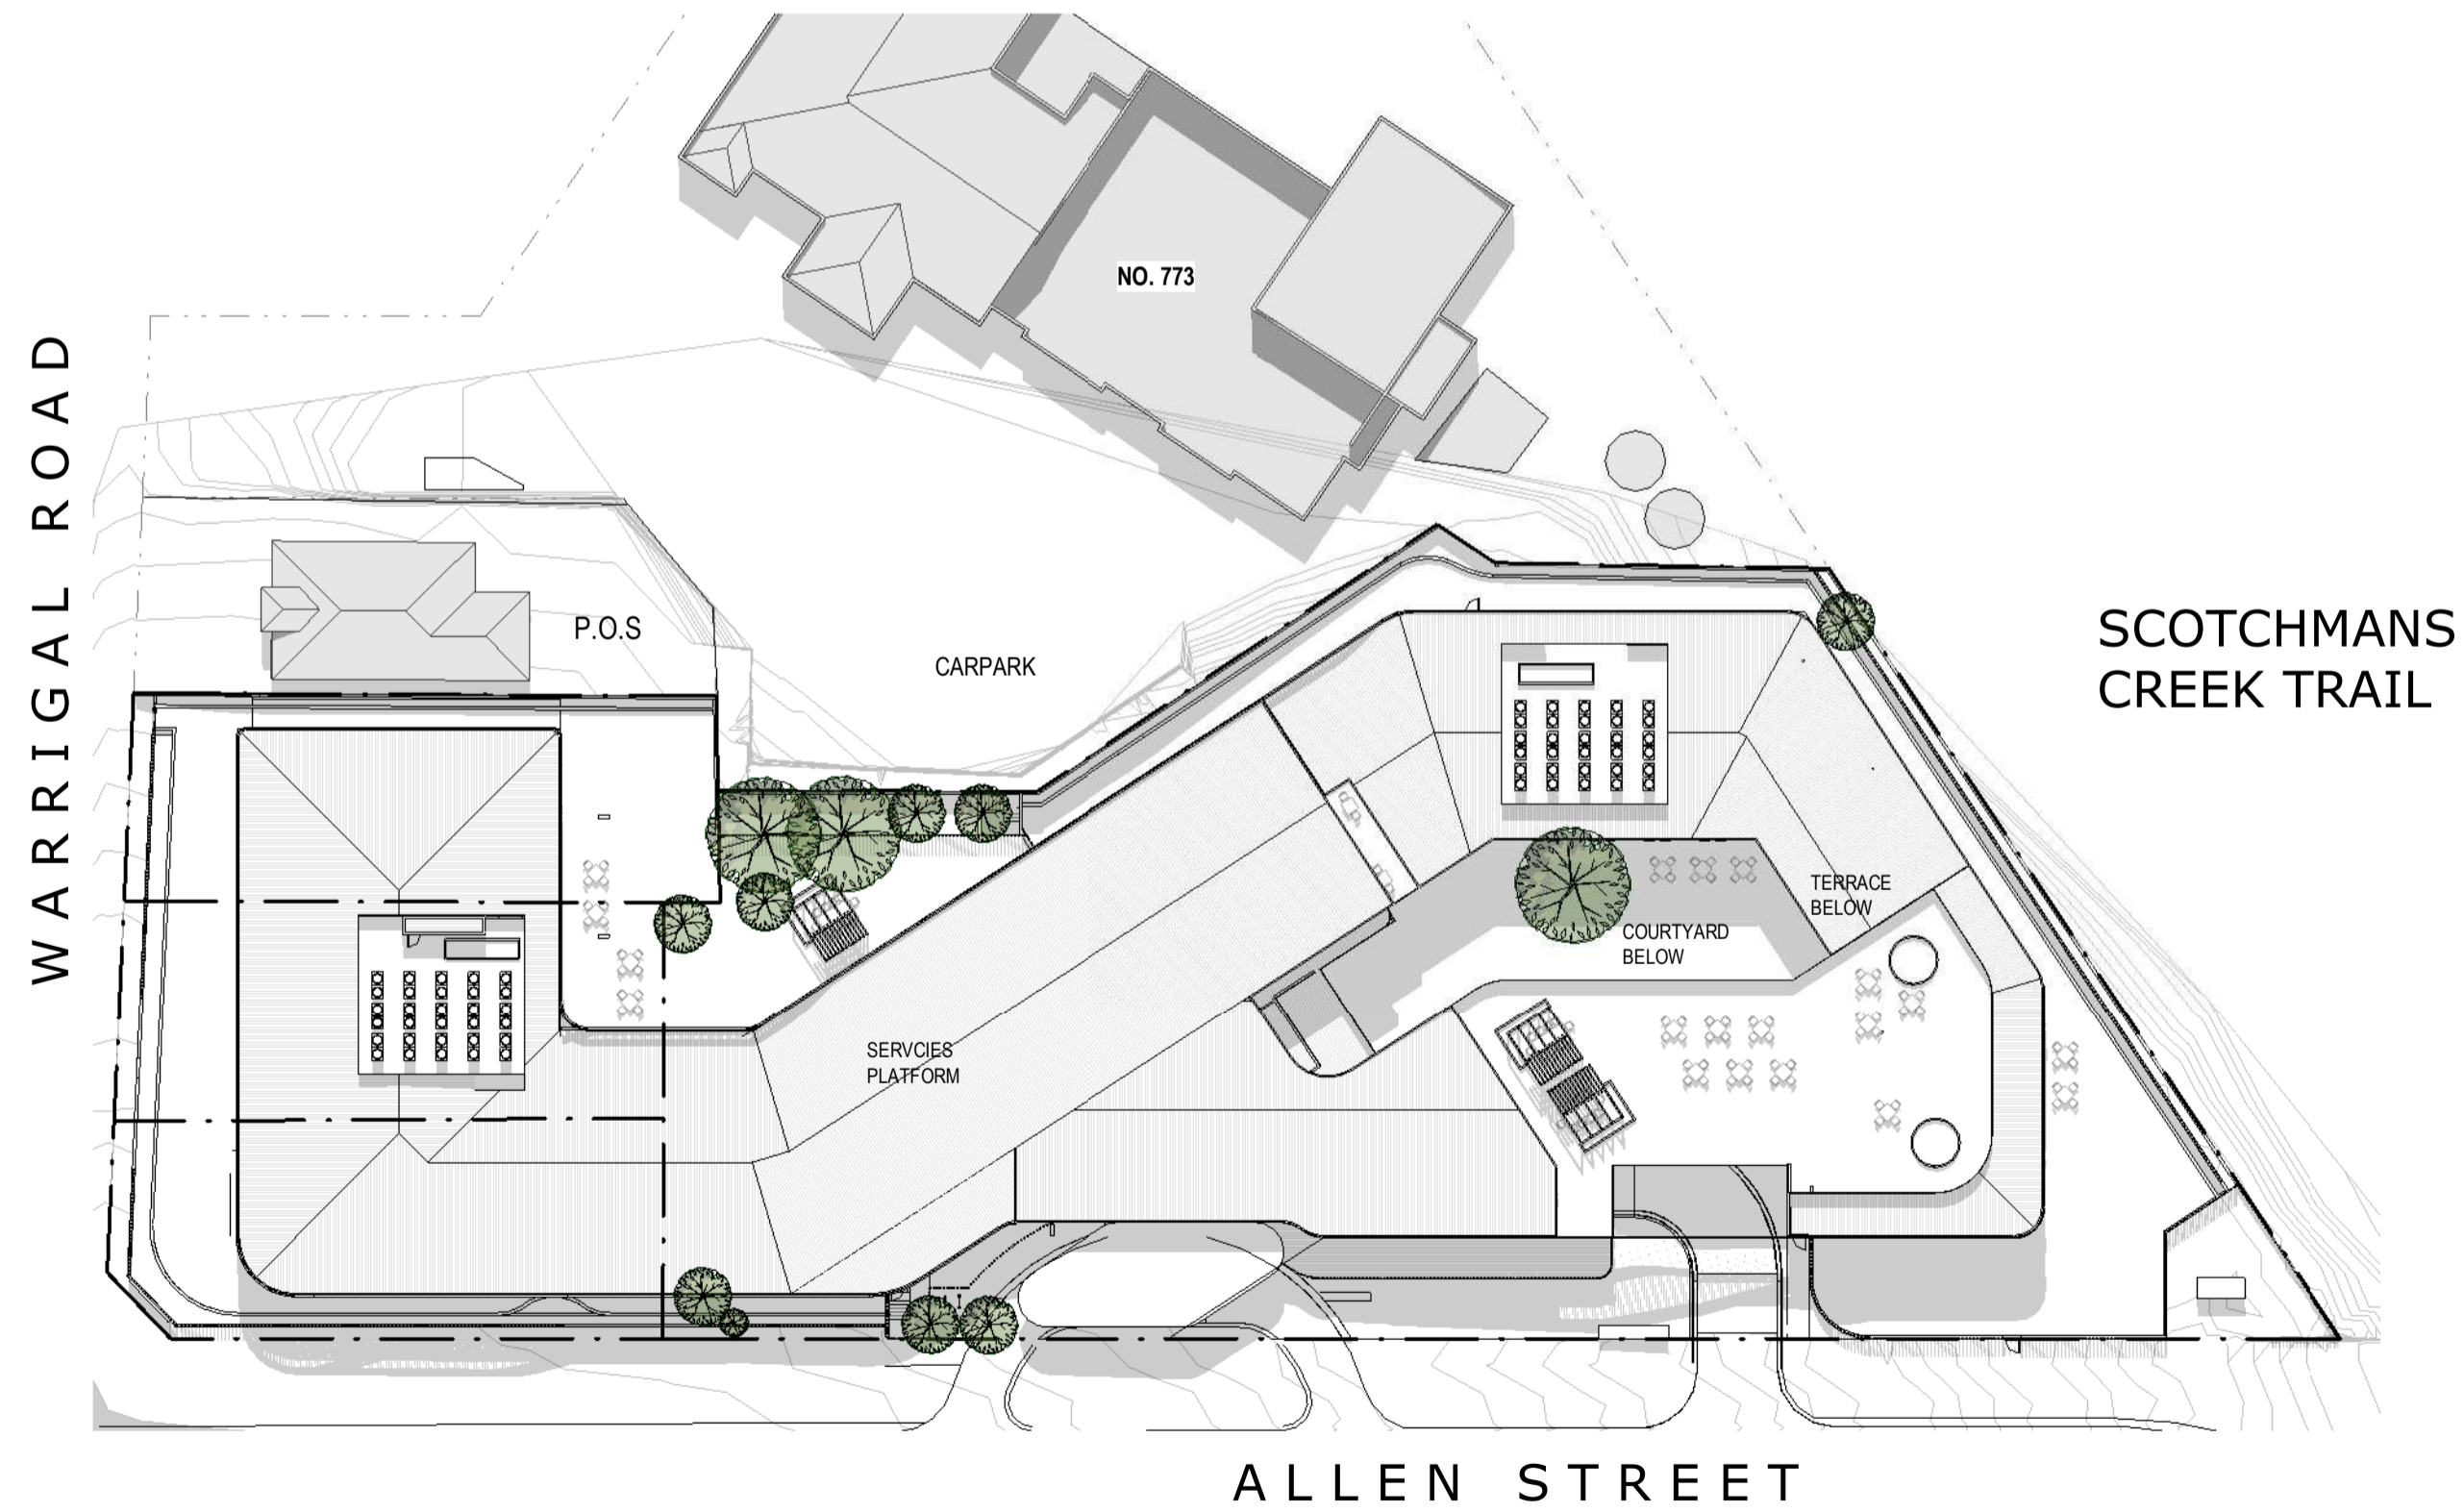 NO. 773
WARRIGAL ROAD
P.O.S
CARPARK
SCOTCHMANS
CREEK TRAIL
TERRACE
BELOW
COURTYARD
BELOW
SERVCIES
PLATFORM
ALLEN STREET